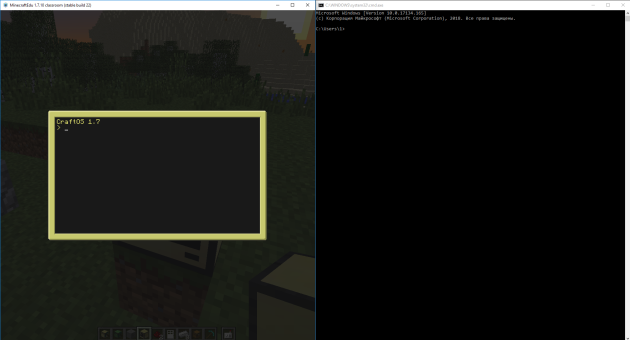 MinecraftEdu 1.7.10 classroom (stable build 22)
CraftOS 1.7
> _
C:\WINDOWS\system32\cmd.exe
Microsoft Windows [Version 10.0.17134.165]
(c) Корпорация Майкрософт (Microsoft Corporation), 2018. Все права защищены.
C:\Users\1>